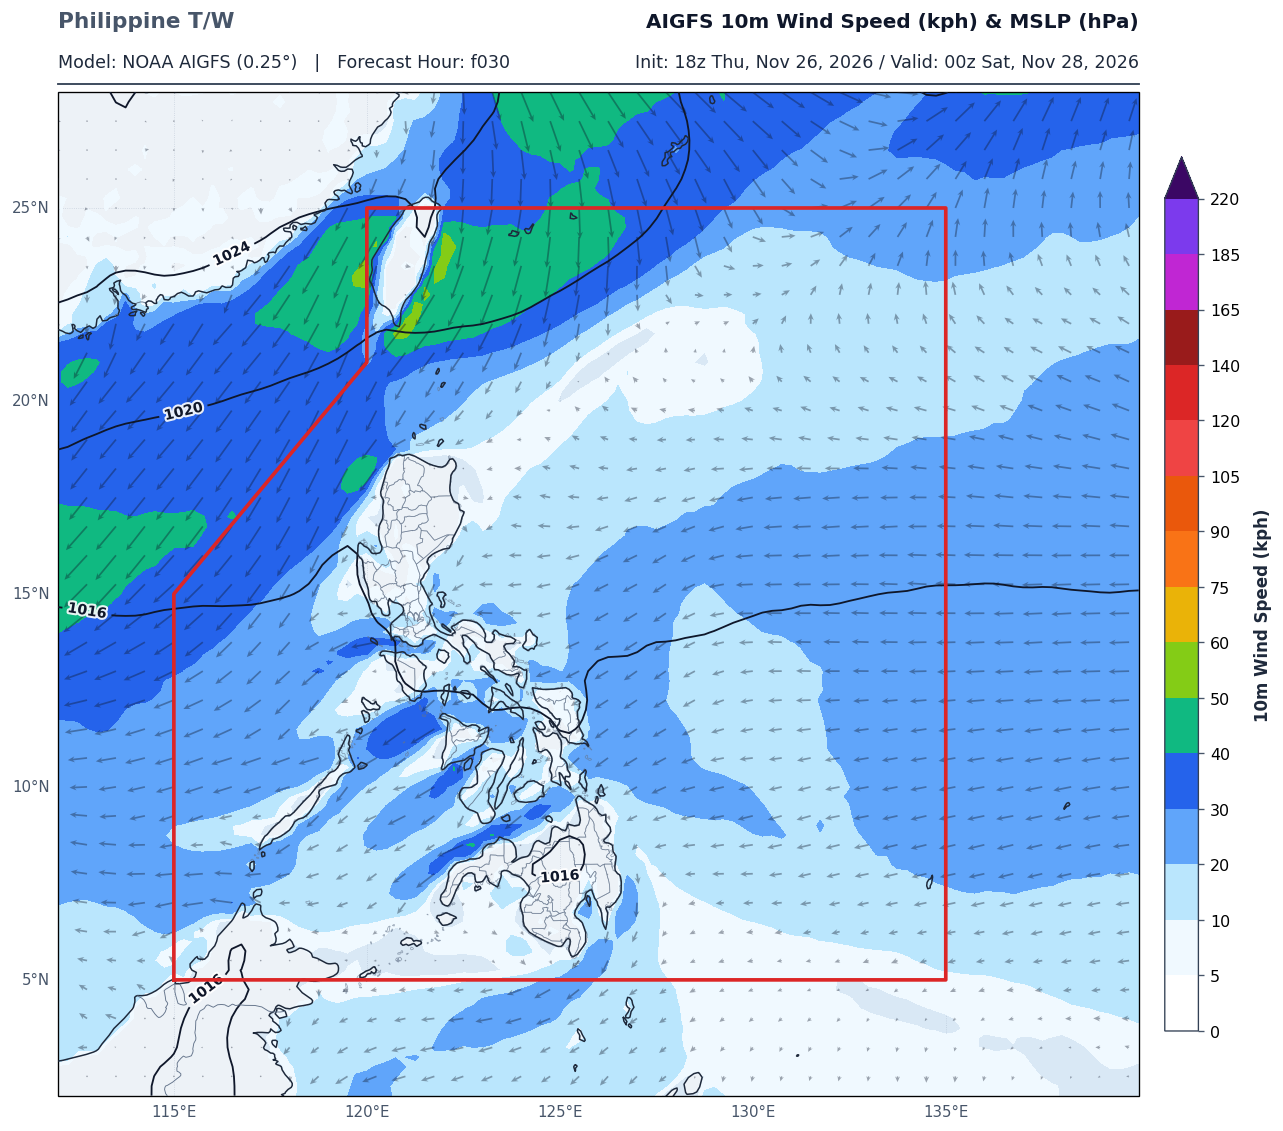 Philippine T/W
AIGFS 10m Wind Speed (kph) & MSLP (hPa)
Model: NOAA AIGFS (0.25°) | Forecast Hour: f030
Init: 18z Thu, Nov 26, 2026 / Valid: 00z Sat, Nov 28, 2026
25°N
20°N
15°N
10°N
5°N
115°E
120°E
125°E
130°E
135°E
1024
1020
1016
1016
1016
220
185
165
140
120
105
90
75
60
50
40
30
20
10
5
0
10m Wind Speed (kph)